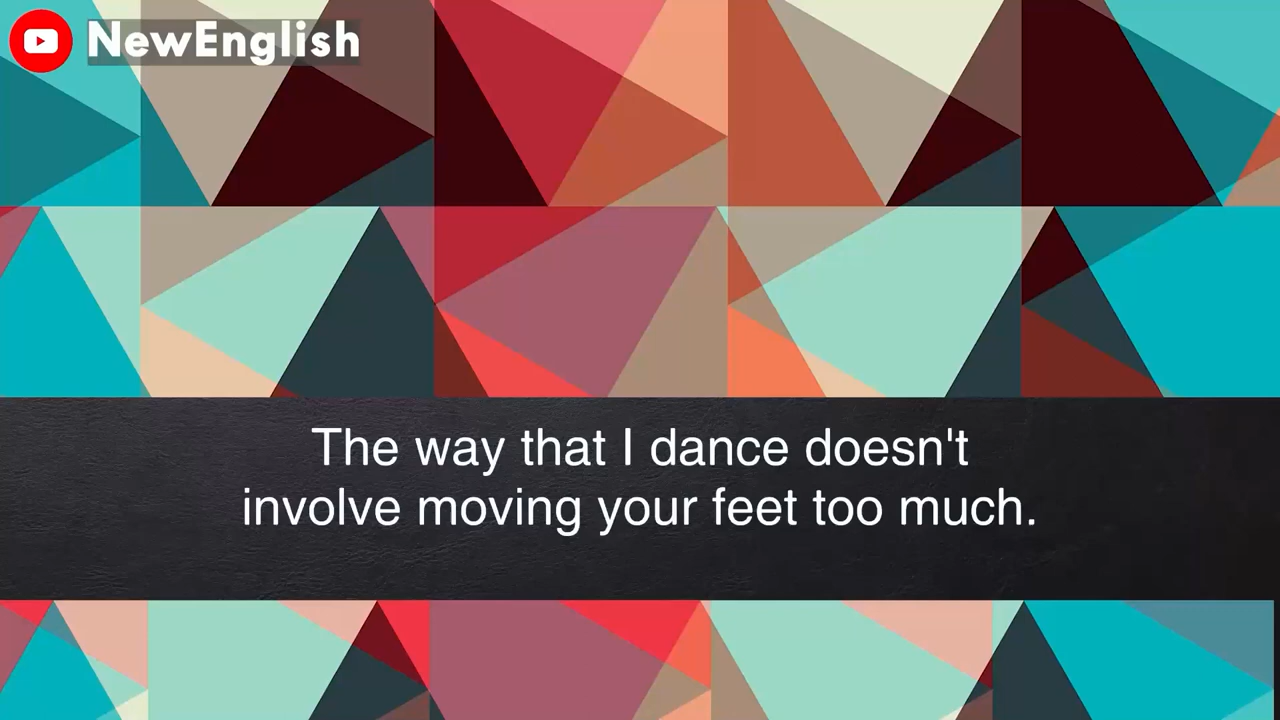 NewEnglish
The way that I dance doesn't
involve moving your feet too much.